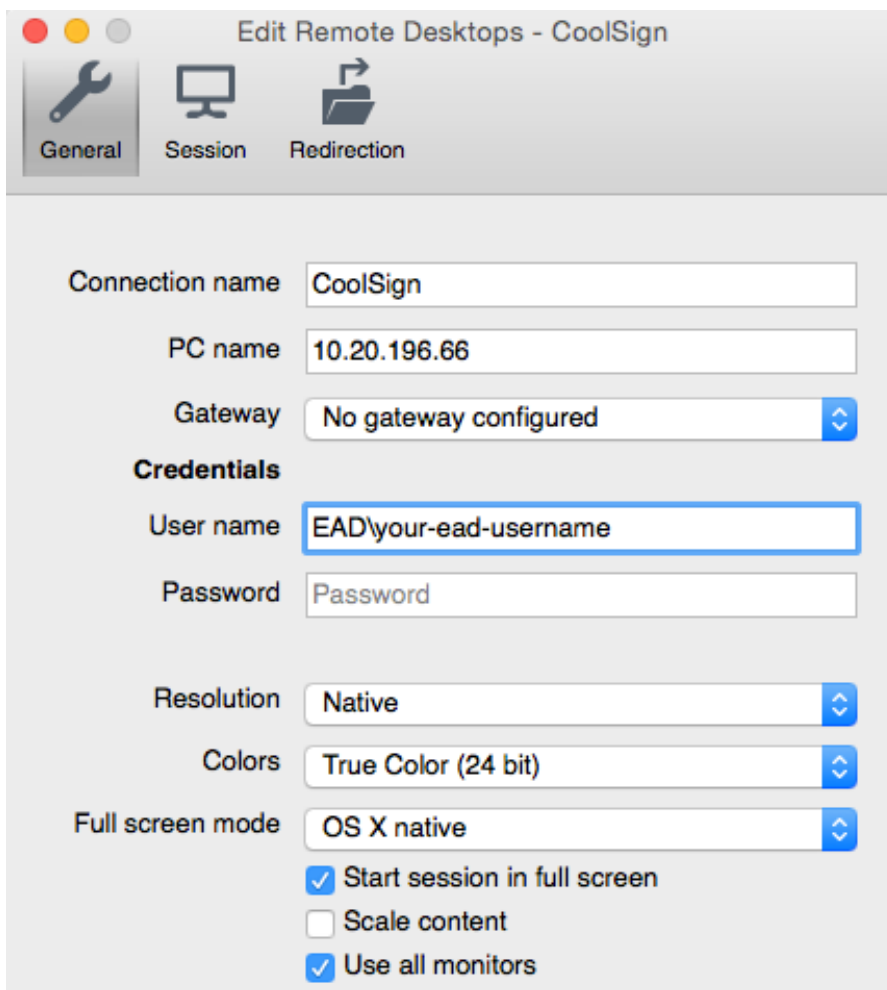 Edit Remote Desktops - CoolSign
General Session Redirection
Connection name CoolSign
PC name 10.20.196.66
Gateway No gateway configured
Credentials
User name EAD\your-ead-username
Password Password
Resolution Native
Colors True Color (24 bit)
Full screen mode OS X native
Start session in full screen
Scale content
Use all monitors